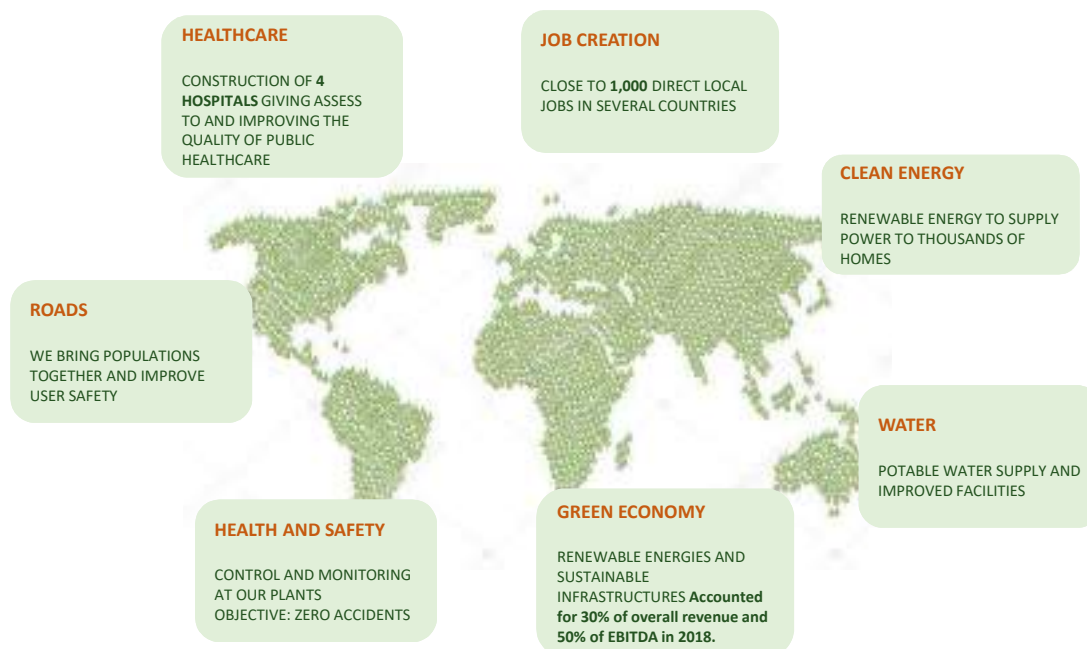 HEALTHCARE
CONSTRUCTION OF 4
HOSPITALS GIVING ASSESS
TO AND IMPROVING THE
QUALITY OF PUBLIC
HEALTHCARE
JOB CREATION
CLOSE TO 1,000 DIRECT LOCAL
JOBS IN SEVERAL COUNTRIES
CLEAN ENERGY
RENEWABLE ENERGY TO SUPPLY
POWER TO THOUSANDS OF
HOMES
ROADS
WE BRING POPULATIONS
TOGETHER AND IMPROVE
USER SAFETY
WATER
POTABLE WATER SUPPLY AND
IMPROVED FACILITIES
HEALTH AND SAFETY
CONTROL AND MONITORING
AT OUR PLANTS
OBJECTIVE: ZERO ACCIDENTS
GREEN ECONOMY
RENEWABLE ENERGIES AND
SUSTAINABLE
INFRASTRUCTURES Accounted
for 30% of overall revenue and
50% of EBITDA in 2018.